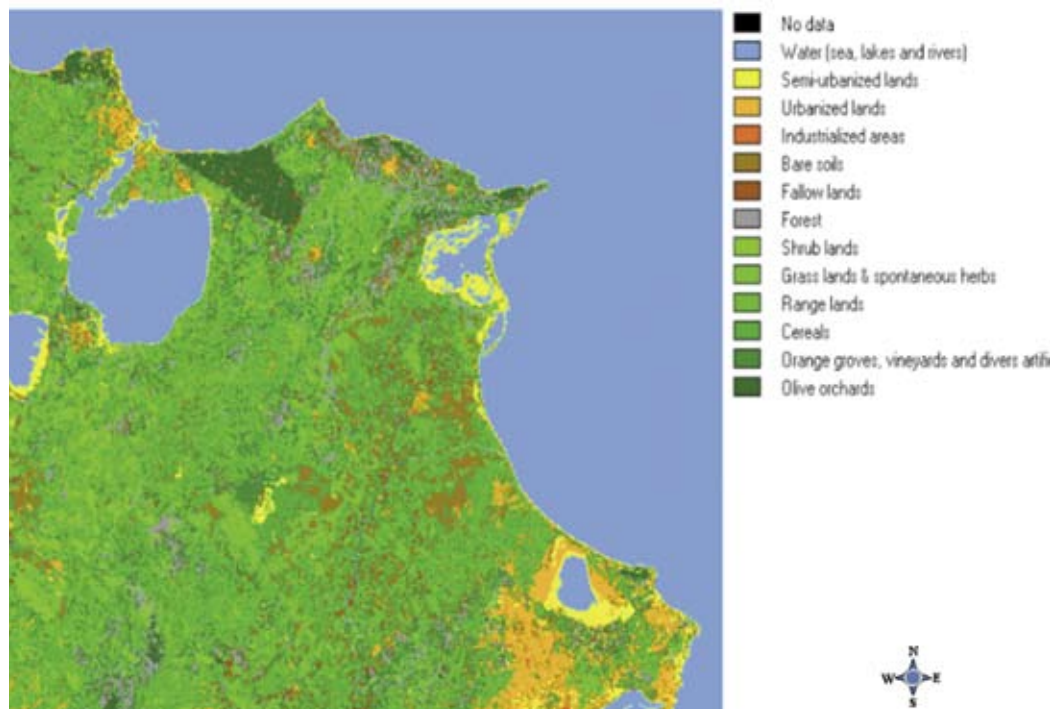 No data
Water (sea, lakes and rivers)
Semi-urbanized lands
Urbanized lands
Industrialized areas
Bare soils
Fallow lands
Forest
Shrub lands
Grass lands & spontaneous herbs
Range lands
Cereals
Orange groves, vineyards and divers artifi
Olive orchards
N
W E
S